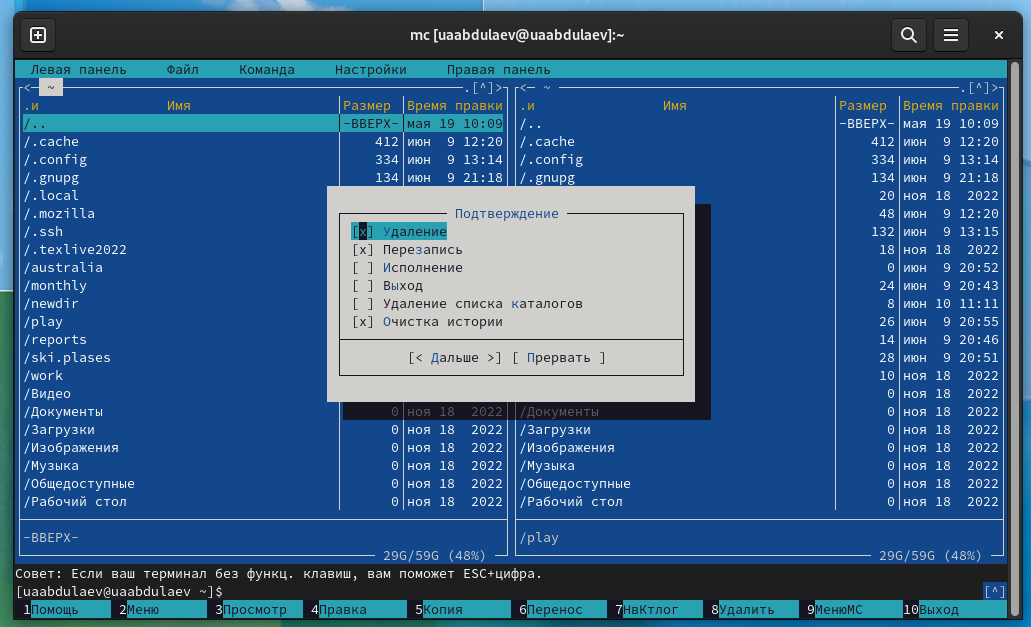 mc [uaabdulaev@uaabdulaev]:~
Левая панель Файл Команда Настройки Правая панель
<─ ~ .[^]> <─ ~ .[^]>
.и Имя Размер Время правки .и Имя Размер Время правки
/.. -ВВЕРХ- мая 19 10:09 /.. -ВВЕРХ- мая 19 10:09
/.cache 412 июн 9 12:20 /.cache 412 июн 9 12:20
/.config 334 июн 9 13:14 /.config 334 июн 9 13:14
/.gnupg 134 июн 9 21:18 /.gnupg 134 июн 9 21:18
/.local 20 ноя 18 2022
/.mozilla Подтверждение 48 июн 9 12:20
/.ssh [x] Удаление 132 июн 9 13:15
/.texlive2022 [x] Перезапись 18 ноя 18 2022
/australia [ ] Исполнение 0 июн 9 20:52
/monthly [ ] Выход 24 июн 9 20:43
/newdir [ ] Удаление списка каталогов 8 июн 10 11:11
/play [x] Очистка истории 26 июн 9 20:55
/reports 14 июн 9 20:46
/ski.plases [< Дальше >] [ Прервать ] 28 июн 9 20:51
/work 10 ноя 18 2022
/Видео 0 ноя 18 2022
/Документы 0 ноя 18 2022 /Документы 0 ноя 18 2022
/Загрузки 0 ноя 18 2022 /Загрузки 0 ноя 18 2022
/Изображения 0 ноя 18 2022 /Изображения 0 ноя 18 2022
/Музыка 0 ноя 18 2022 /Музыка 0 ноя 18 2022
/Общедоступные 0 ноя 18 2022 /Общедоступные 0 ноя 18 2022
/Рабочий стол 0 ноя 18 2022 /Рабочий стол 0 ноя 18 2022
-ВВЕРХ- /play
29G/59G (48%) 29G/59G (48%)
Совет: Если ваш терминал без функц. клавиш, вам поможет ESC+цифра.
[uaabdulaev@uaabdulaev ~]$ [^]
1Помощь 2Меню 3Просмотр 4Правка 5Копия 6Перенос 7НвКтлог 8Удалить 9МенюMC 10Выход